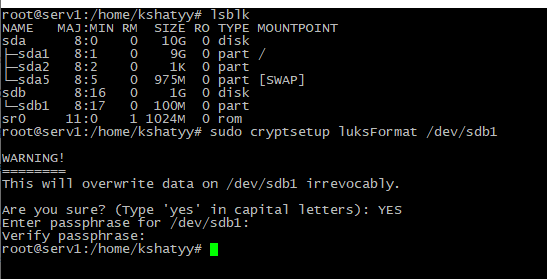 root@serv1:/home/kshatyy# lsblk
NAME   MAJ:MIN RM  SIZE RO TYPE MOUNTPOINT
sda      8:0    0   10G  0 disk
├─sda1   8:1    0    9G  0 part /
├─sda2   8:2    0    1K  0 part
└─sda5   8:5    0  975M  0 part [SWAP]
sdb      8:16   0    1G  0 disk
└─sdb1   8:17   0  100M  0 part
sr0     11:0    1 1024M  0 rom
root@serv1:/home/kshatyy# sudo cryptsetup luksFormat /dev/sdb1
WARNING!
========
This will overwrite data on /dev/sdb1 irrevocably.
Are you sure? (Type 'yes' in capital letters): YES
Enter passphrase for /dev/sdb1:
Verify passphrase:
root@serv1:/home/kshatyy#